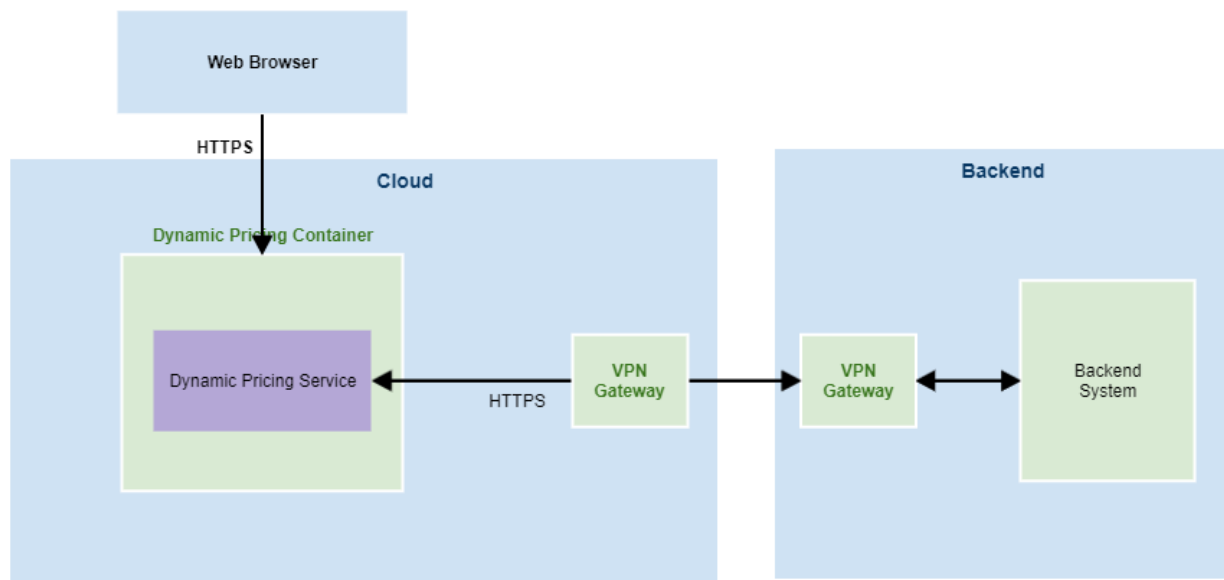 Web Browser
HTTPS
Cloud
Backend
Dynamic Pricing Container
Dynamic Pricing Service
HTTPS
VPN
Gateway
VPN
Gateway
Backend
System